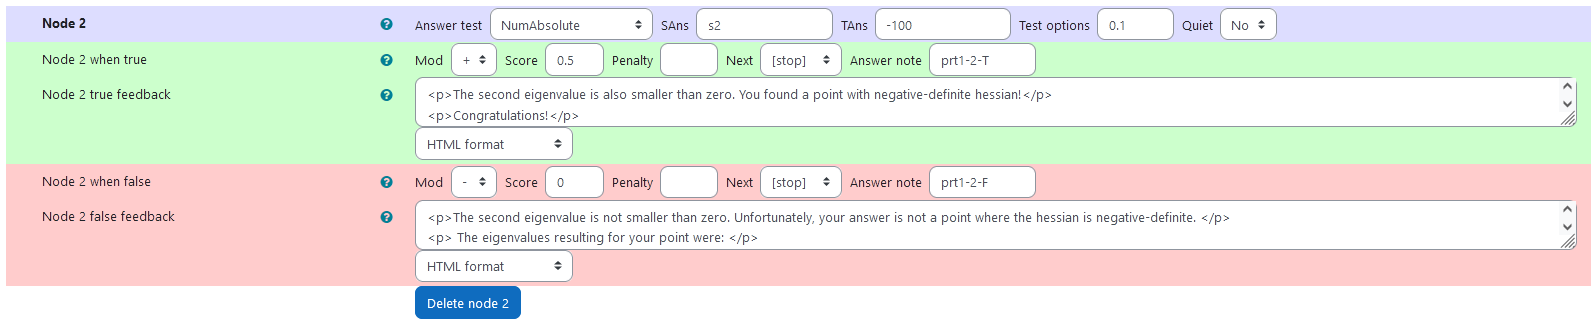 Node 2 Answer test NumAbsolute SAns s2 TAns -100 Test options 0.1 Quiet No
Node 2 when true Mod + Score 0.5 Penalty Next [stop] Answer note prt1-2-T
Node 2 true feedback <p>The second eigenvalue is also smaller than zero. You found a point with negative-definite hessian!</p>
<p>Congratulations!</p>
HTML format
Node 2 when false Mod - Score 0 Penalty Next [stop] Answer note prt1-2-F
Node 2 false feedback <p>The second eigenvalue is not smaller than zero. Unfortunately, your answer is not a point where the hessian is negative-definite. </p>
<p> The eigenvalues resulting for your point were: </p>
HTML format
Delete node 2